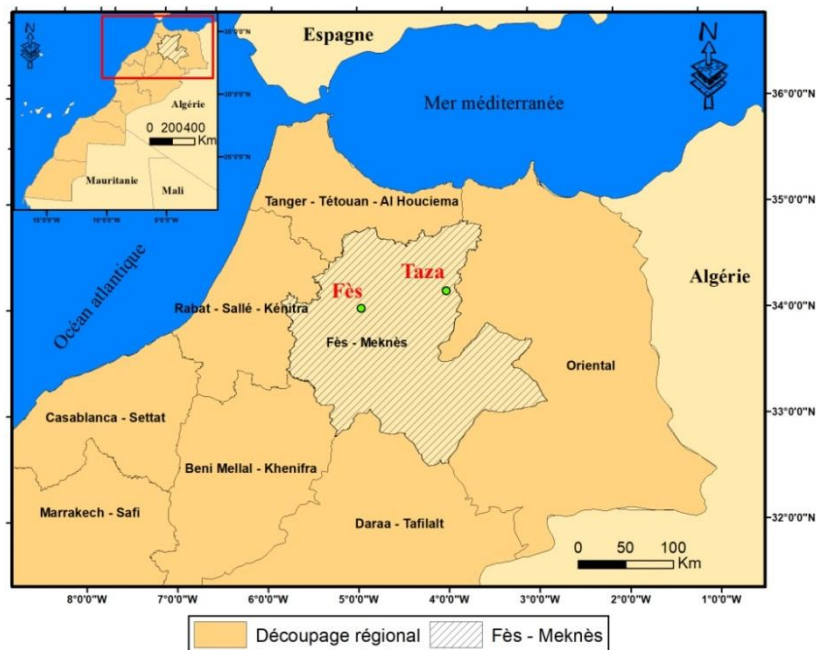 N
Algérie
0 200400
Km
Mauritanie
Mali
Espagne
N
Mer méditerranée
Océan atlantique
Tanger - Tétouan - Al Houciema
Taza
Fès
Algérie
Rabat - Sallé - Kénitra
Fès - Meknès
Oriental
Casablanca - Settat
Beni Mellal - Khenifra
Marrakech - Safi
Daraa - Tafilalt
0 50 100
Km
36°0'0"N
35°0'0"N
34°0'0"N
33°0'0"N
32°0'0"N
8°0'0"W 7°0'0"W 6°0'0"W 5°0'0"W 4°0'0"W 3°0'0"W 2°0'0"W 1°0'0"W
Découpage régional Fès - Meknès